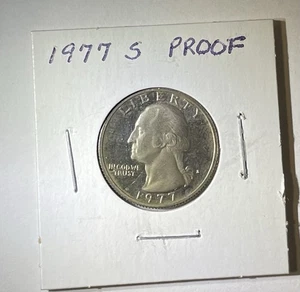 1977 S PROOF
LIBERTY
IN GOD WE
TRUST
1977